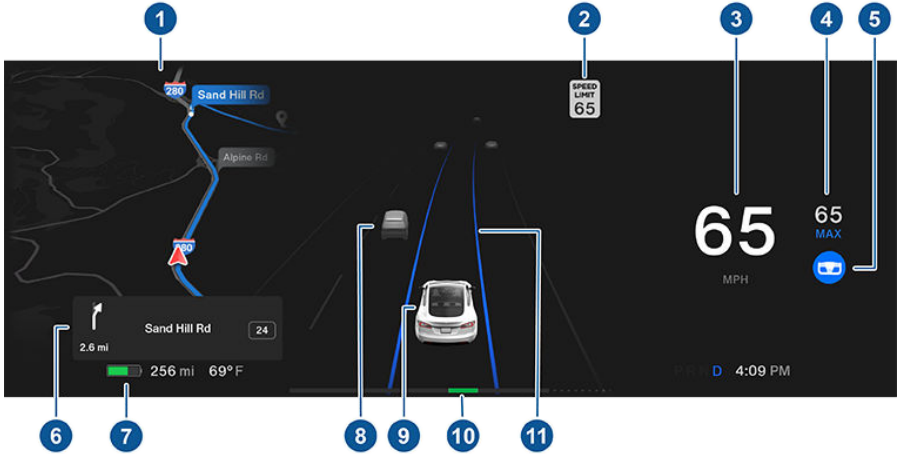 1
2
3
4
5
280
Sand Hill Rd
SPEED
LIMIT
65
Alpine Rd
65
MPH
65
MAX
8
280
11
9
6
Sand Hill Rd
24
2.6 mi
256 mi 69°F
P R N D 4:09 PM
7
10